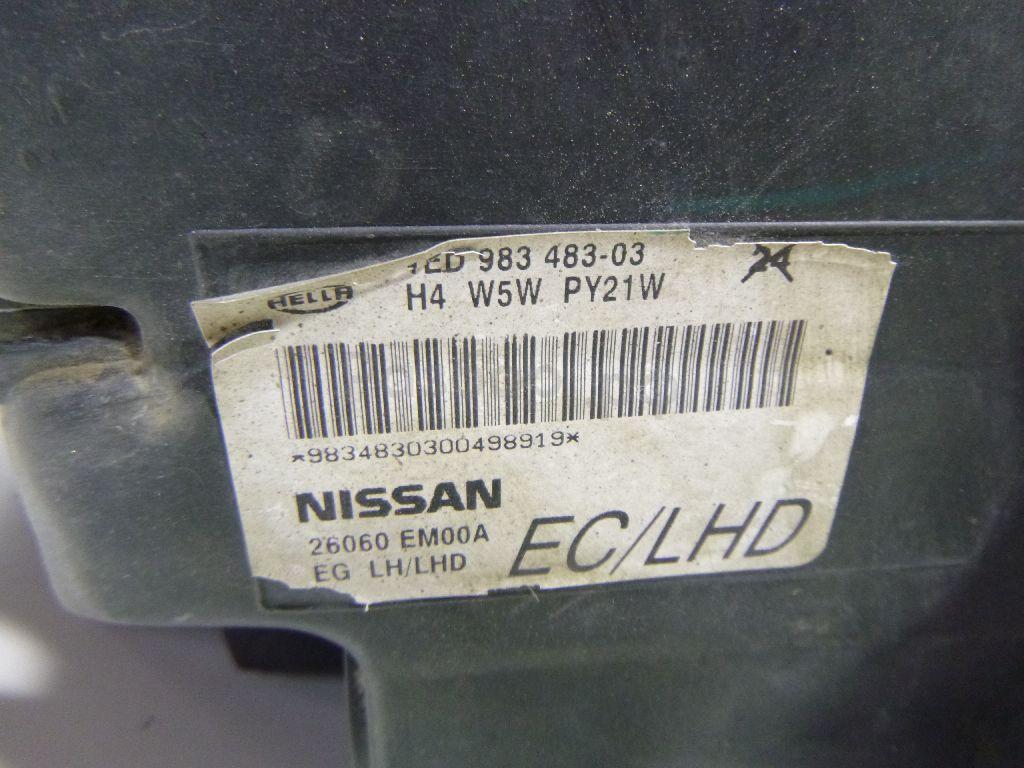 1ED 983 483-03
24
HELLA
H4 W5W PY21W
*9834830300498919*
NISSAN
26060 EM00A
EG LH/LHD
EC/LHD